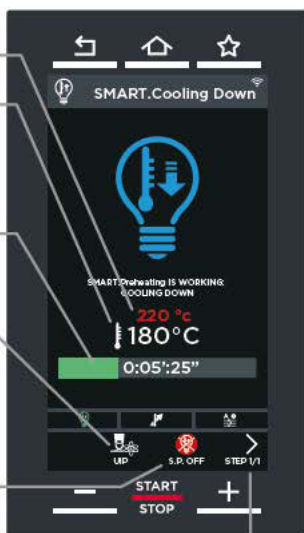 SMART.Cooling Down
SMART.Preheating IS WORKING:
COOLING DOWN
220 °c
180°C
0:05':25"
UIP
S.P. OFF
STEP 1/1
START
STOP